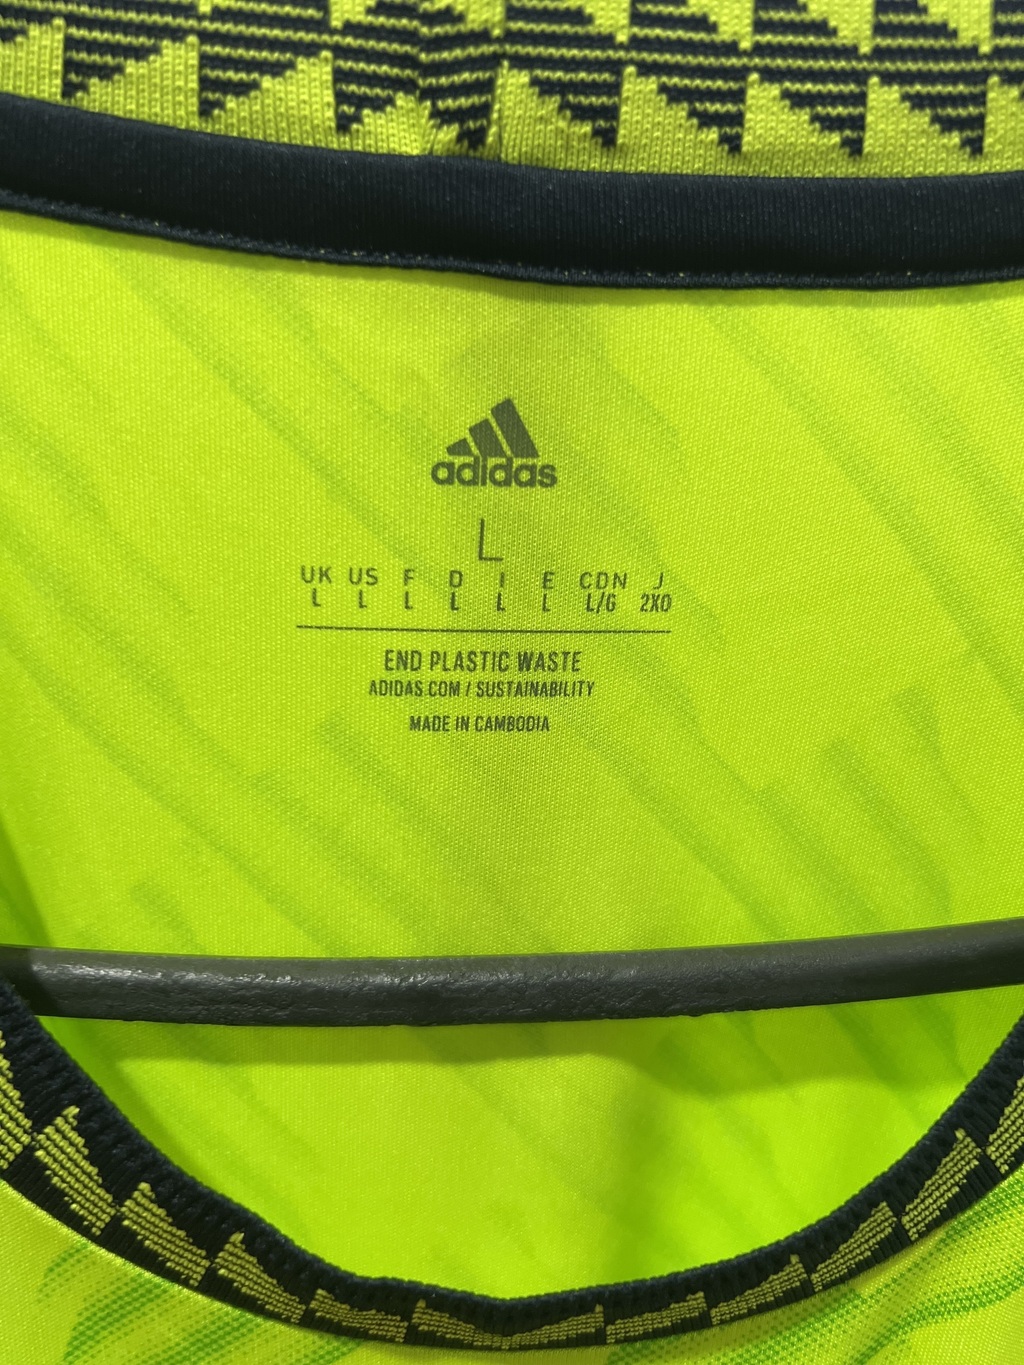 adidas
L
UK US F D I E CDN J
L L L L L L L/G 2XO
END PLASTIC WASTE
ADIDAS.COM / SUSTAINABILITY
MADE IN CAMBODIA